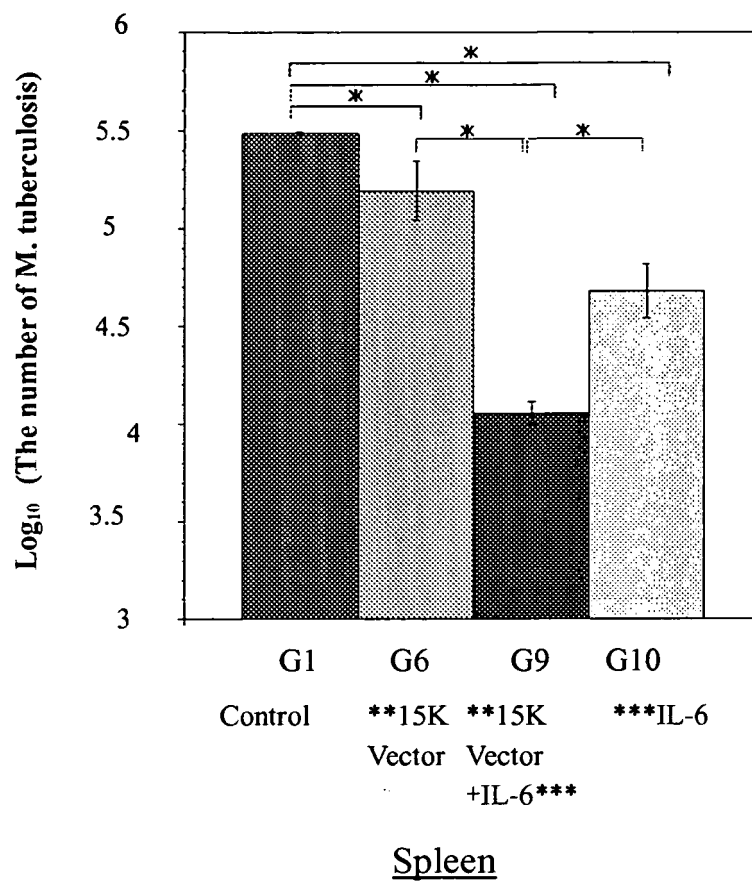 6
5.5
5
4.5
4
3.5
3
Log₁₀ (The number of M. tuberculosis)
*
*
*
*
*
G1 G6 G9 G10
Control **15K **15K ***IL-6
Vector Vector
+IL-6***
Spleen